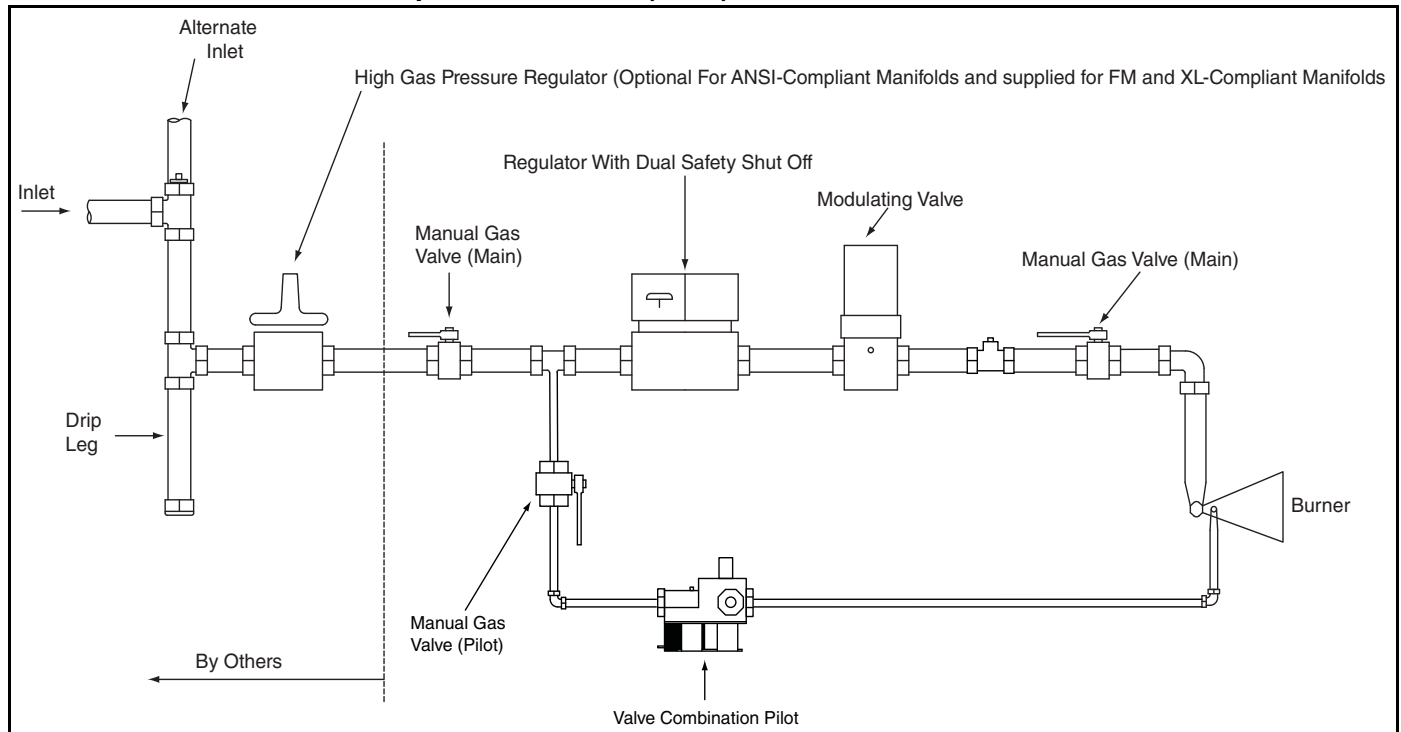 Alternate
Inlet
High Gas Pressure Regulator (Optional For ANSI-Compliant Manifolds and supplied for FM and XL-Compliant Manifolds
Regulator With Dual Safety Shut Off
Inlet
Modulating Valve
Manual Gas
Valve (Main)
Manual Gas Valve (Main)
Drip
Leg
Burner
Manual Gas
Valve (Pilot)
By Others
Valve Combination Pilot